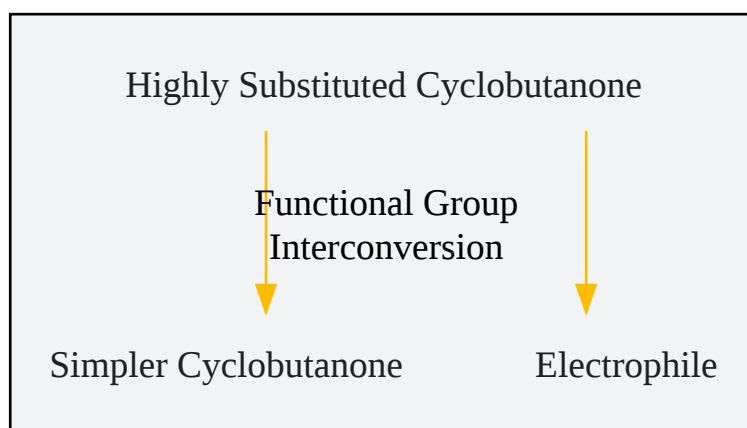 Highly Substituted Cyclobutanone
Functional Group
Interconversion
Simpler Cyclobutanone
Electrophile